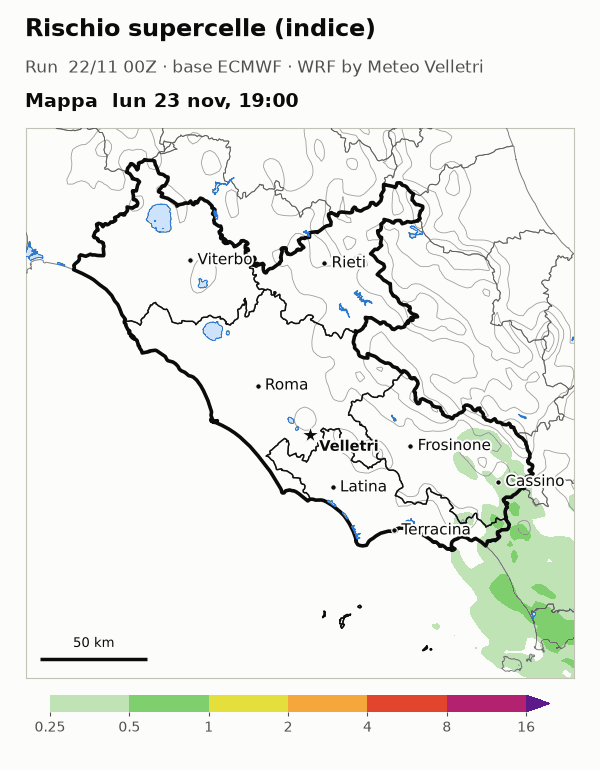 Rischio supercelle (indice)
Run 22/11 00Z · base ECMWF · WRF by Meteo Velletri
Mappa lun 23 nov, 19:00
Viterbo
Rieti
Roma
Velletri
Frosinone
Cassino
Latina
Terracina
50 km
0.25 0.5 1 2 4 8 16